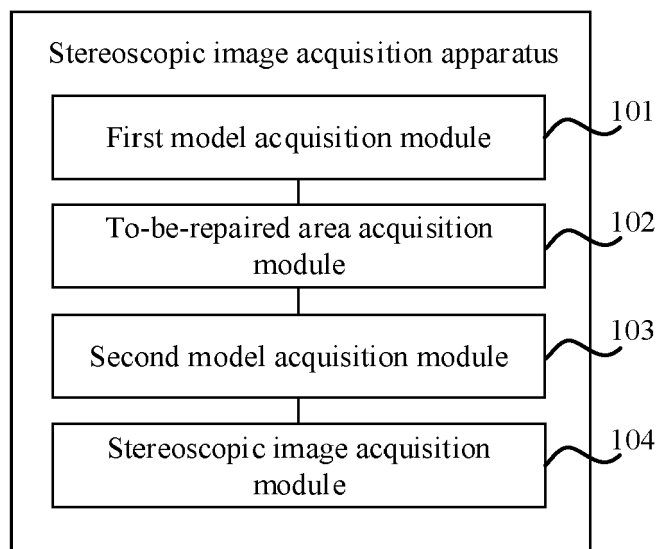 Stereoscopic image acquisition apparatus
First model acquisition module
101
To-be-repaired area acquisition
module
102
Second model acquisition module
103
Stereoscopic image acquisition
module
104